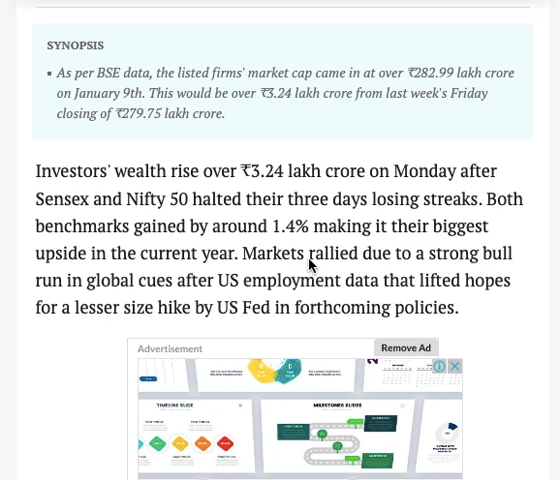 SYNOPSIS
▪ As per BSE data, the listed firms' market cap came in at over ₹282.99 lakh crore
on January 9th. This would be over ₹3.24 lakh crore from last week's Friday
closing of ₹279.75 lakh crore.
Investors' wealth rise over ₹3.24 lakh crore on Monday after
Sensex and Nifty 50 halted their three days losing streaks. Both
benchmarks gained by around 1.4% making it their biggest
upside in the current year. Markets rallied due to a strong bull
run in global cues after US employment data that lifted hopes
for a lesser size hike by US Fed in forthcoming policies.
Advertisement
Remove Ad
TIMELINE SLIDE
MILESTONES SLIDES